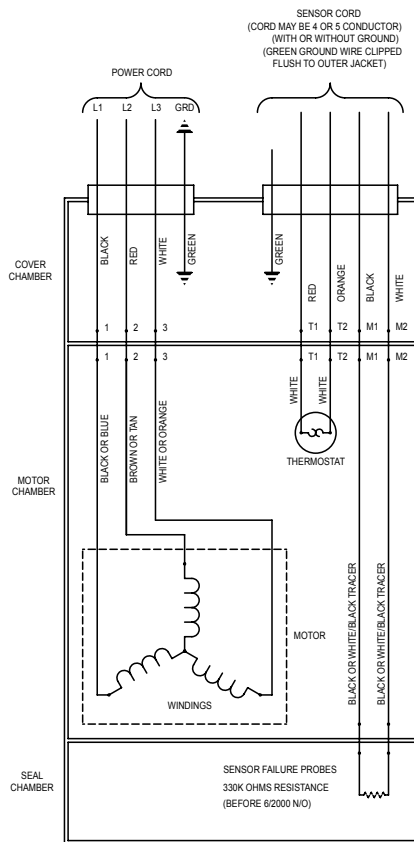 SENSOR CORD
(CORD MAY BE 4 OR 5 CONDUCTOR)
(WITH OR WITHOUT GROUND)
(GREEN GROUND WIRE CLIPPED
FLUSH TO OUTER JACKET)
POWER CORD
L1 L2 L3 GRD
COVER
CHAMBER
BLACK
RED
WHITE
GREEN
GREEN
RED
ORANGE
BLACK
WHITE
1 2 3 T1 T2 M1 M2
1 2 3 T1 T2 M1 M2
MOTOR
CHAMBER
BLACK OR BLUE
BROWN OR TAN
WHITE OR ORANGE
WHITE
WHITE
THERMOSTAT
BLACK OR WHITE/BLACK TRACER
BLACK OR WHITE/BLACK TRACER
MOTOR
WINDINGS
SEAL
CHAMBER
SENSOR FAILURE PROBES
330K OHMS RESISTANCE
(BEFORE 6/2000 N/O)